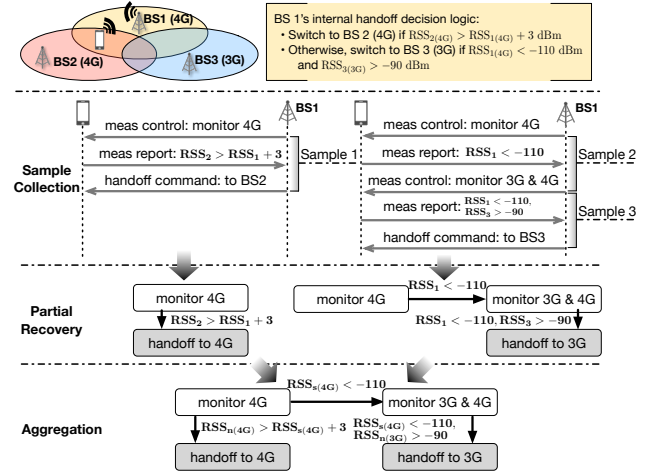 BS1 (4G)
BS2 (4G)
BS3 (3G)
BS 1's internal handoff decision logic:
• Switch to BS 2 (4G) if RSS2(4G) > RSS1(4G) + 3 dBm
• Otherwise, switch to BS 3 (3G) if RSS1(4G) < −110 dBm
and RSS3(3G) > −90 dBm
Sample
Collection
BS1
meas control: monitor 4G
meas report: RSS2 > RSS1 + 3
handoff command: to BS2
Sample 1
BS1
meas control: monitor 4G
meas report: RSS1 < −110
Sample 2
meas control: monitor 3G & 4G
meas report: RSS1 < −110,
RSS3 > −90
Sample 3
handoff command: to BS3
Partial
Recovery
monitor 4G
RSS2 > RSS1 + 3
handoff to 4G
monitor 4G
RSS1 < −110
monitor 3G & 4G
RSS1 < −110, RSS3 > −90
handoff to 3G
Aggregation
monitor 4G
RSSs(4G) < −110
monitor 3G & 4G
RSSn(4G) > RSSs(4G) + 3
RSSs(4G) < −110,
RSSn(3G) > −90
handoff to 4G
handoff to 3G